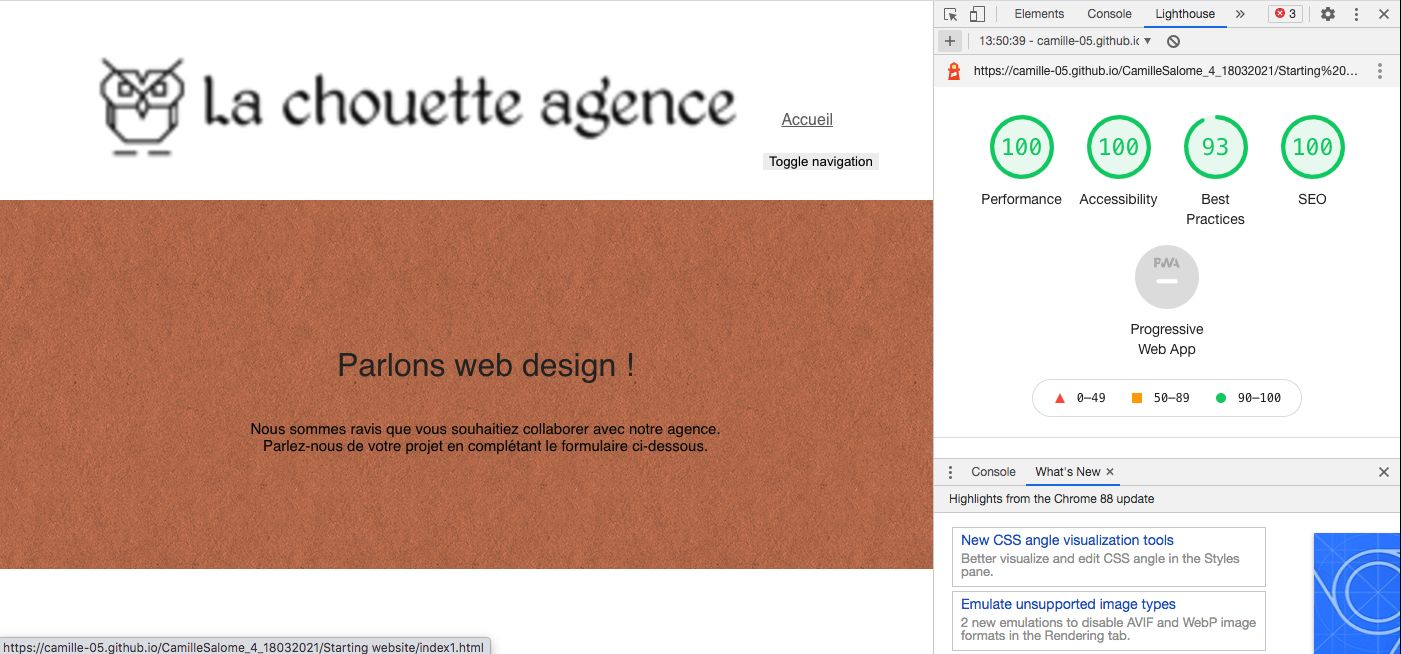 La chouette agence
Accueil
Toggle navigation
Parlons web design !
Nous sommes ravis que vous souhaitiez collaborer avec notre agence.
Parlez-nous de votre projet en complétant le formulaire ci-dessous.
https://camille-05.github.io/CamilleSalome_4_18032021/Starting website/index1.html
Elements Console Lighthouse » 3
13:50:39 - camille-05.github.io
https://camille-05.github.io/CamilleSalome_4_18032021/Starting%20...
100 100 93 100
Performance Accessibility Best Practices SEO
PWA
Progressive
Web App
0–49 50–89 90–100
Console What's New
Highlights from the Chrome 88 update
New CSS angle visualization tools
Better visualize and edit CSS angle in the Styles
pane.
Emulate unsupported image types
2 new emulations to disable AVIF and WebP image
formats in the Rendering tab.